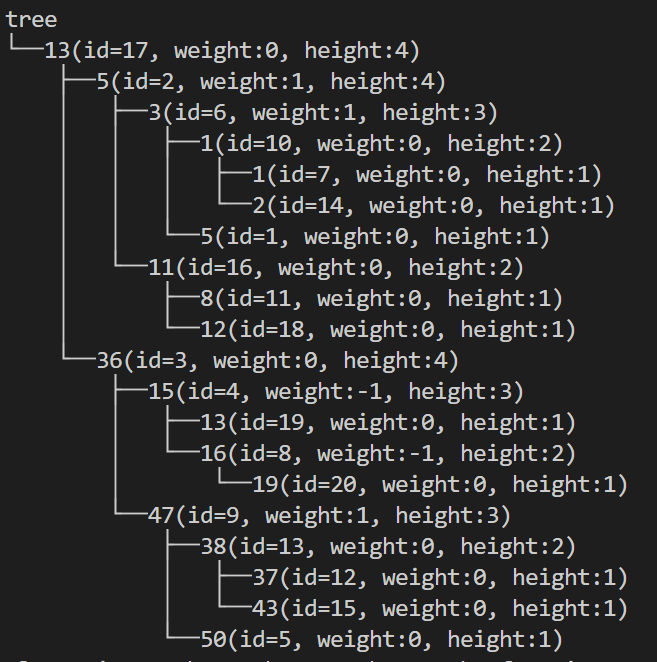 tree
└──13(id=17, weight:0, height:4)
   ├──5(id=2, weight:1, height:4)
   │   ├──3(id=6, weight:1, height:3)
   │   │   ├──1(id=10, weight:0, height:2)
   │   │   │   ├──1(id=7, weight:0, height:1)
   │   │   │   └──2(id=14, weight:0, height:1)
   │   │   └──5(id=1, weight:0, height:1)
   │   └──11(id=16, weight:0, height:2)
   │       ├──8(id=11, weight:0, height:1)
   │       └──12(id=18, weight:0, height:1)
   └──36(id=3, weight:0, height:4)
       ├──15(id=4, weight:-1, height:3)
       │   ├──13(id=19, weight:0, height:1)
       │   └──16(id=8, weight:-1, height:2)
       │       └──19(id=20, weight:0, height:1)
       └──47(id=9, weight:1, height:3)
           ├──38(id=13, weight:0, height:2)
           │   ├──37(id=12, weight:0, height:1)
           │   └──43(id=15, weight:0, height:1)
           └──50(id=5, weight:0, height:1)